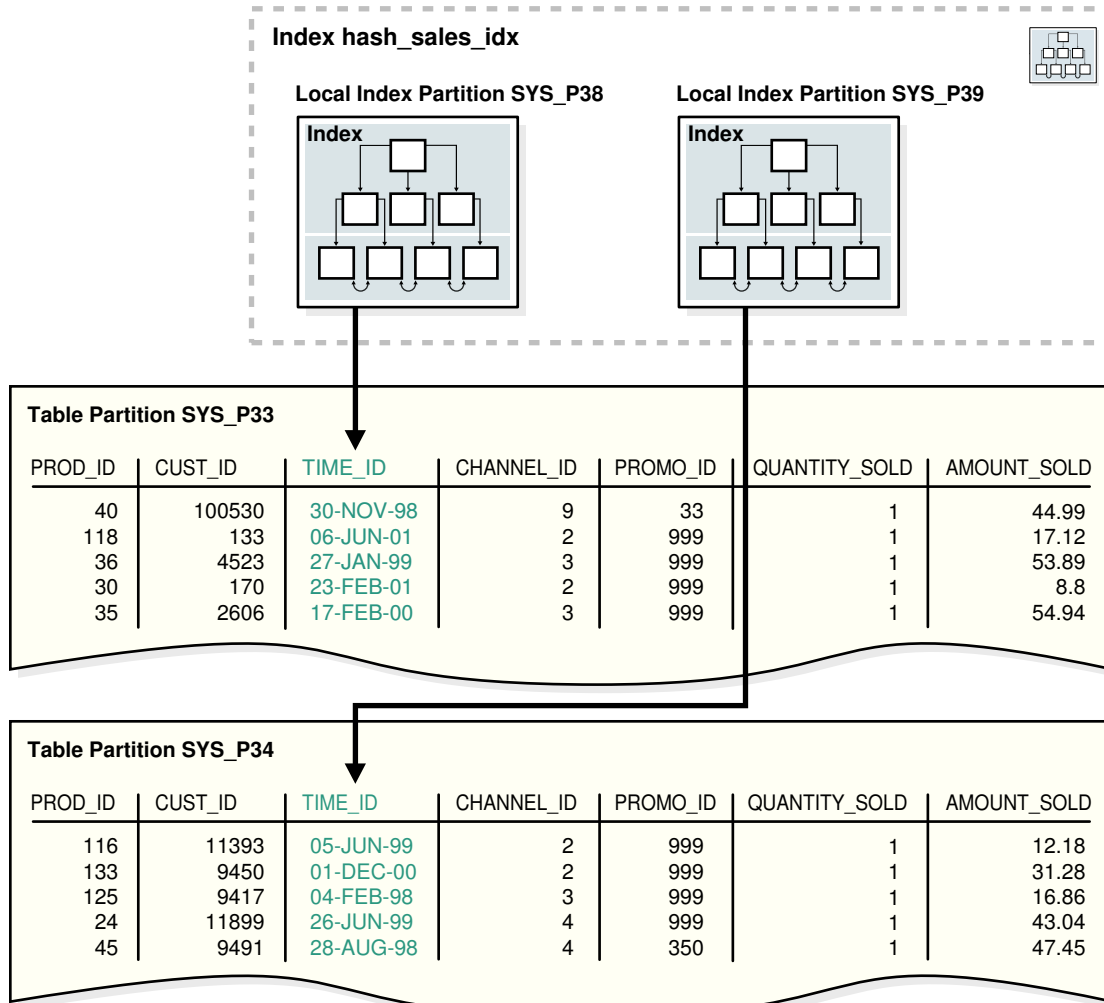 Index hash_sales_idx
Local Index Partition SYS_P38 Local Index Partition SYS_P39
Index Index
Table Partition SYS_P33
PROD_ID CUST_ID TIME_ID CHANNEL_ID PROMO_ID QUANTITY_SOLD AMOUNT_SOLD
40 100530 30-NOV-98 9 33 1 44.99
118 133 06-JUN-01 2 999 1 17.12
36 4523 27-JAN-99 3 999 1 53.89
30 170 23-FEB-01 2 999 1 8.8
35 2606 17-FEB-00 3 999 1 54.94
Table Partition SYS_P34
PROD_ID CUST_ID TIME_ID CHANNEL_ID PROMO_ID QUANTITY_SOLD AMOUNT_SOLD
116 11393 05-JUN-99 2 999 1 12.18
133 9450 01-DEC-00 2 999 1 31.28
125 9417 04-FEB-98 3 999 1 16.86
24 11899 26-JUN-99 4 999 1 43.04
45 9491 28-AUG-98 4 350 1 47.45